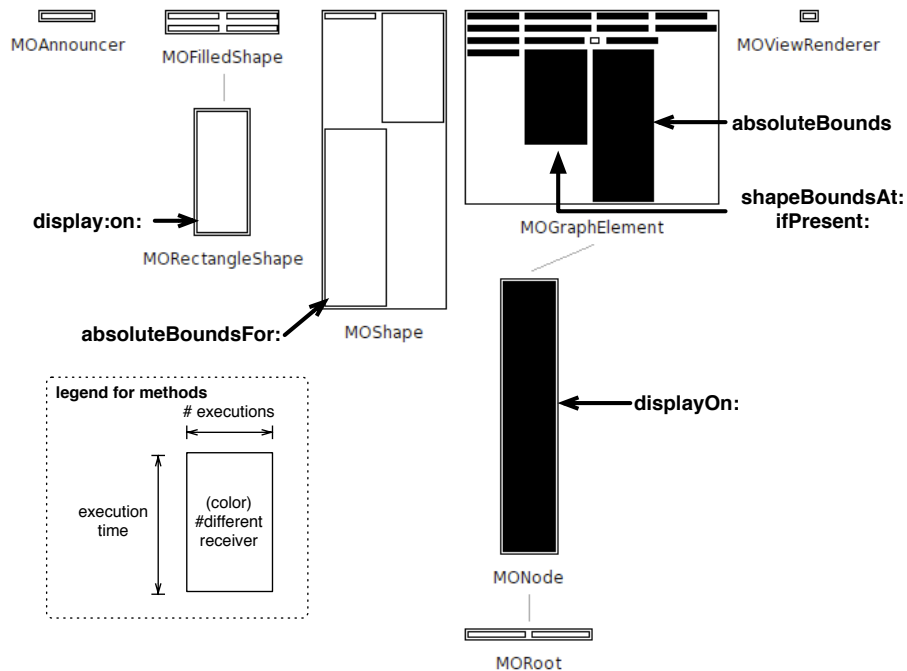 MOAnnouncer
MOFilledShape
MOViewRenderer
absoluteBounds
shapeBoundsAt:
ifPresent:
display:on:
MOGraphElement
MORectangleShape
absoluteBoundsFor:
MOShape
legend for methods
# executions
displayOn:
(color)
#different
receiver
execution
time
MONode
MORoot